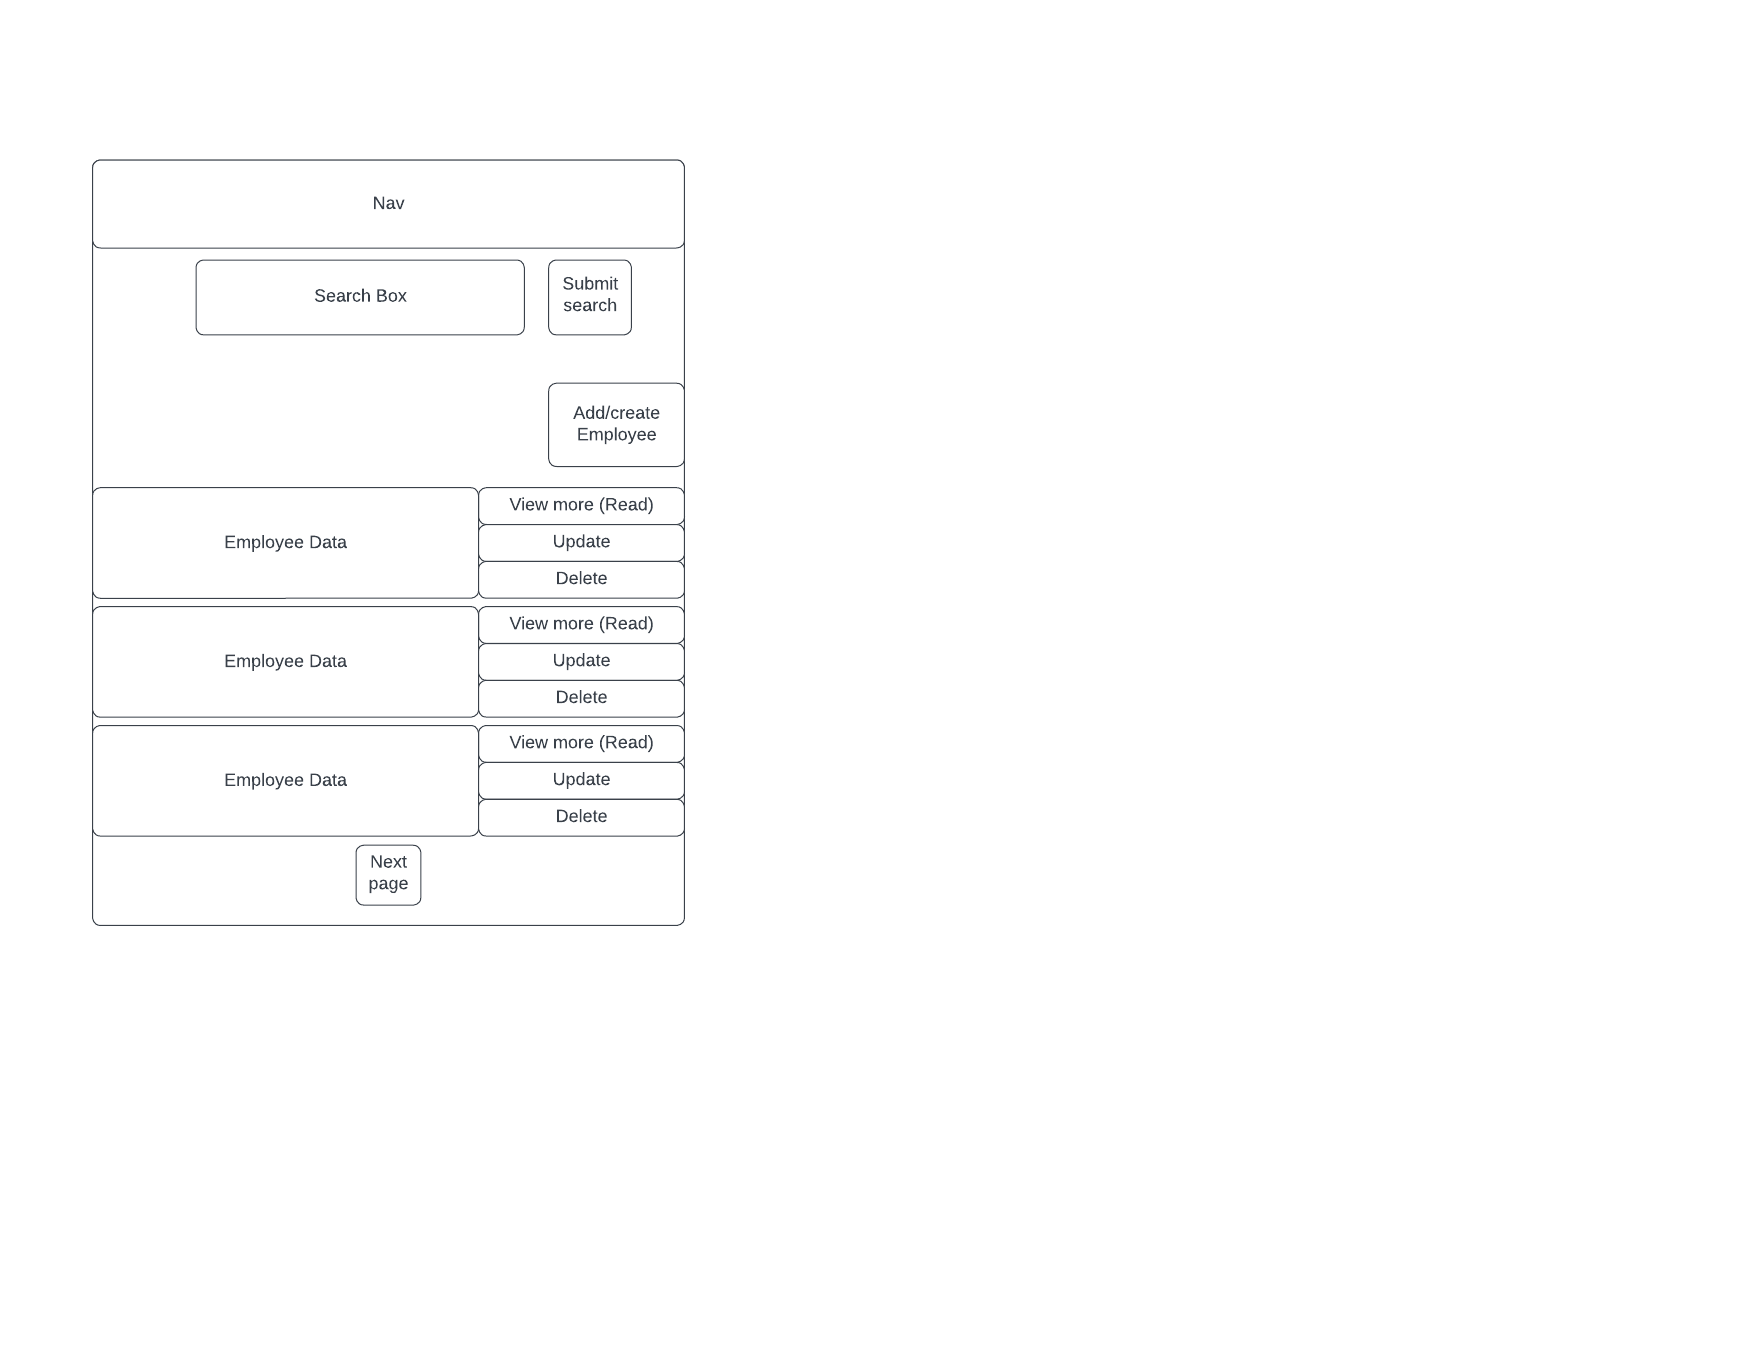 Nav
Search Box
Submit
search
Add/create
Employee
Employee Data
View more (Read)
Update
Delete
Employee Data
View more (Read)
Update
Delete
Employee Data
View more (Read)
Update
Delete
Next
page